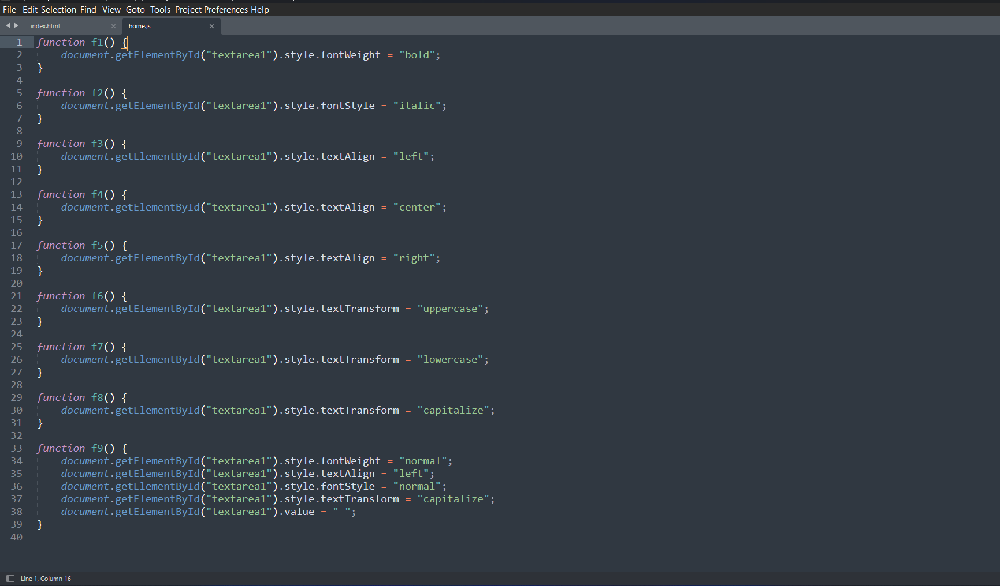 File Edit Selection Find View Goto Tools Project Preferences Help
index.html × home.js ×
1 function f1() {
2 document.getElementById("textarea1").style.fontWeight = "bold";
3 }
4
5 function f2() {
6 document.getElementById("textarea1").style.fontStyle = "italic";
7 }
8
9 function f3() {
10 document.getElementById("textarea1").style.textAlign = "left";
11 }
12
13 function f4() {
14 document.getElementById("textarea1").style.textAlign = "center";
15 }
16
17 function f5() {
18 document.getElementById("textarea1").style.textAlign = "right";
19 }
20
21 function f6() {
22 document.getElementById("textarea1").style.textTransform = "uppercase";
23 }
24
25 function f7() {
26 document.getElementById("textarea1").style.textTransform = "lowercase";
27 }
28
29 function f8() {
30 document.getElementById("textarea1").style.textTransform = "capitalize";
31 }
32
33 function f9() {
34 document.getElementById("textarea1").style.fontWeight = "normal";
35 document.getElementById("textarea1").style.textAlign = "left";
36 document.getElementById("textarea1").style.fontStyle = "normal";
37 document.getElementById("textarea1").style.textTransform = "capitalize";
38 document.getElementById("textarea1").value = " ";
39 }
40
Line 1, Column 16